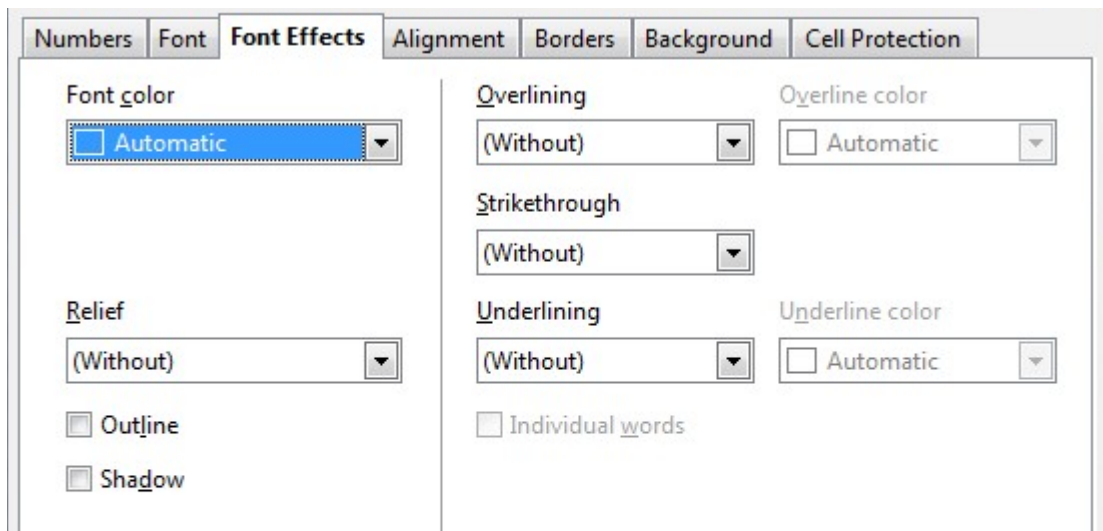 Numbers Font Font Effects Alignment Borders Background Cell Protection
Font color
Automatic
Relief
(Without)
Outline
Shadow
Overlining Overline color
(Without) Automatic
Strikethrough
(Without)
Underlining Underline color
(Without) Automatic
Individual words